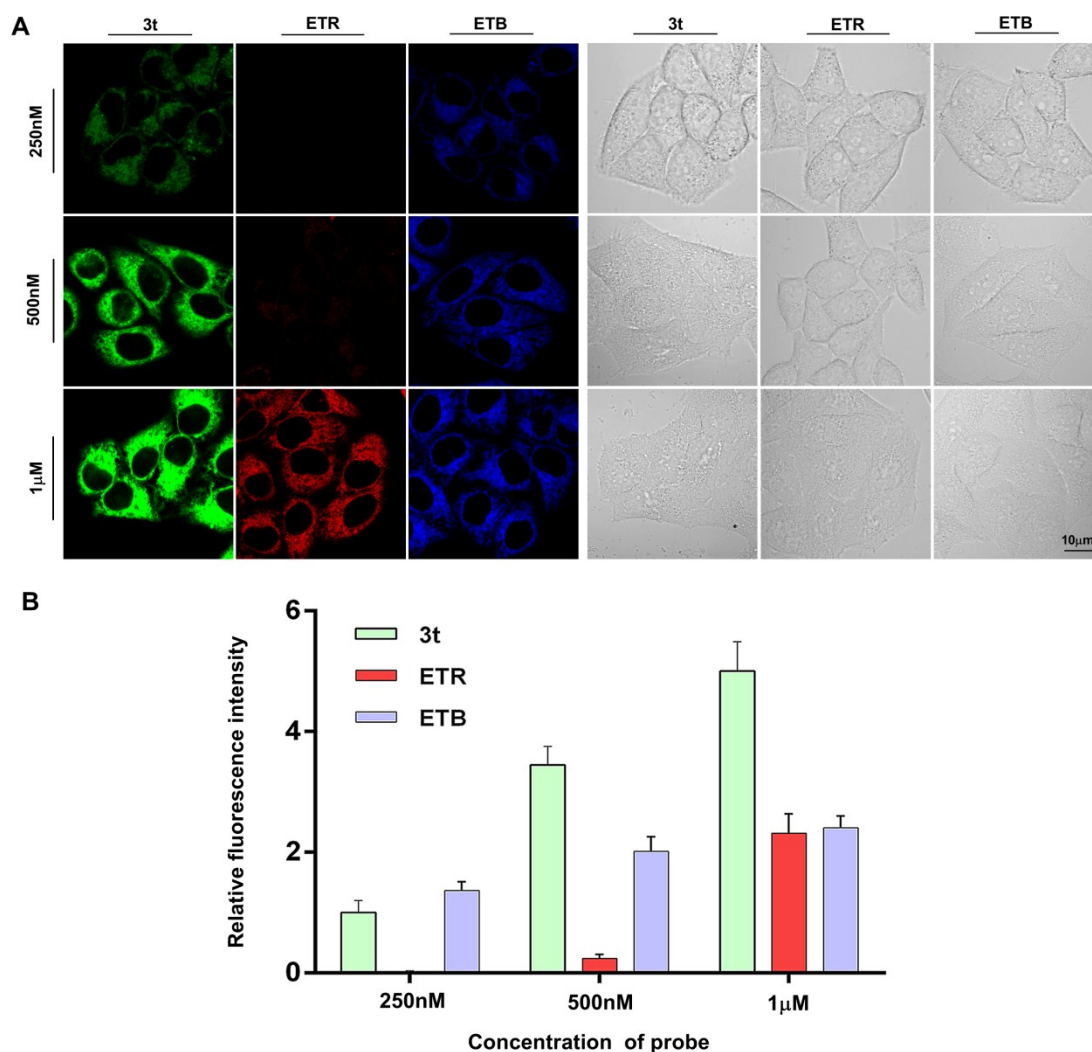 A
3t ETR ETB 3t ETR ETB
250nM
500nM
1μM
10μm
B
Relative fluorescence intensity
6
4
2
0
3t
ETR
ETB
250nM 500nM 1μM
Concentration of probe